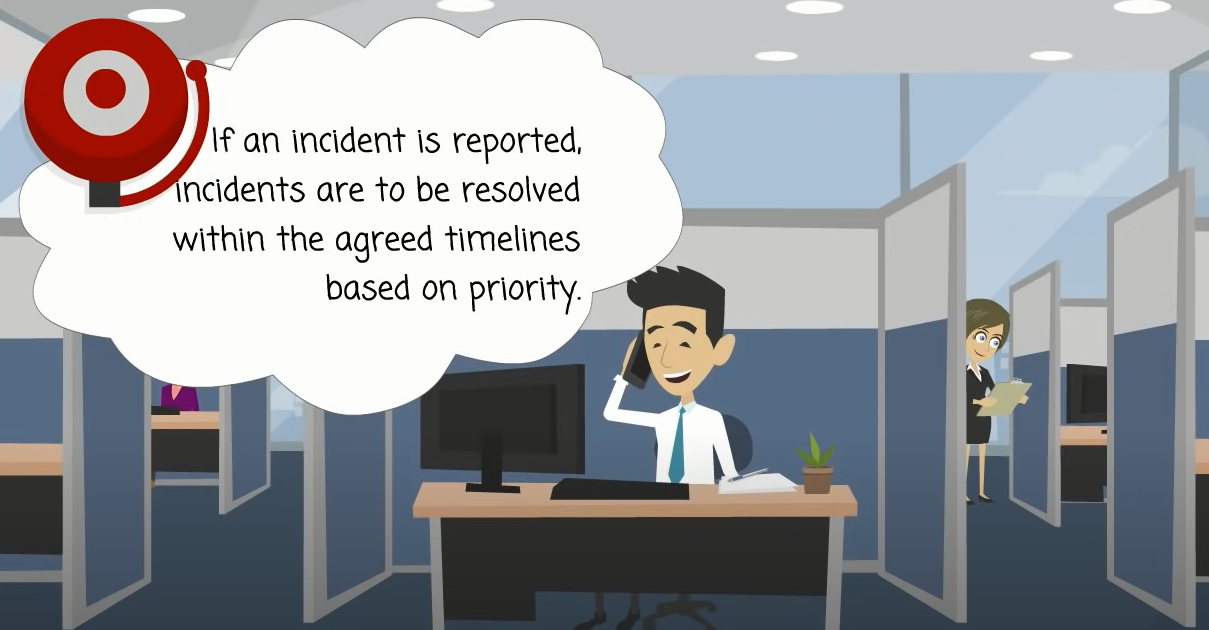 If an incident is reported,
incidents are to be resolved
within the agreed timelines
based on priority.